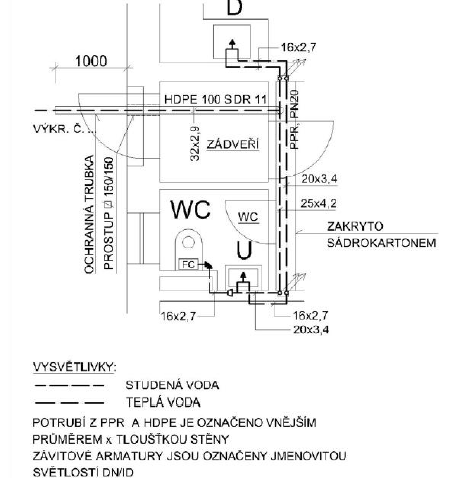 D
16x2,7
1000
HDPE 100 SDR 11
VÝKR. Č. ...
32x2,9
ZÁDVEŘÍ
PPR, PN20
OCHRANNÁ TRUBKA
PROSTUP □ 150/150
20x3,4
25x4,2
WC
WC
U
FC
ZAKRYTO
SÁDROKARTONEM
16x2,7
16x2,7
20x3,4
VYSVĚTLIVKY:
STUDENÁ VODA
TEPLÁ VODA
POTRUBÍ Z PPR A HDPE JE OZNAČENO VNĚJŠÍM
PRŮMĚREM x TLOUŠŤKOU STĚNY
ZÁVITOVÉ ARMATURY JSOU OZNAČENY JMENOVITOU
SVĚTLOSTÍ DN/ID